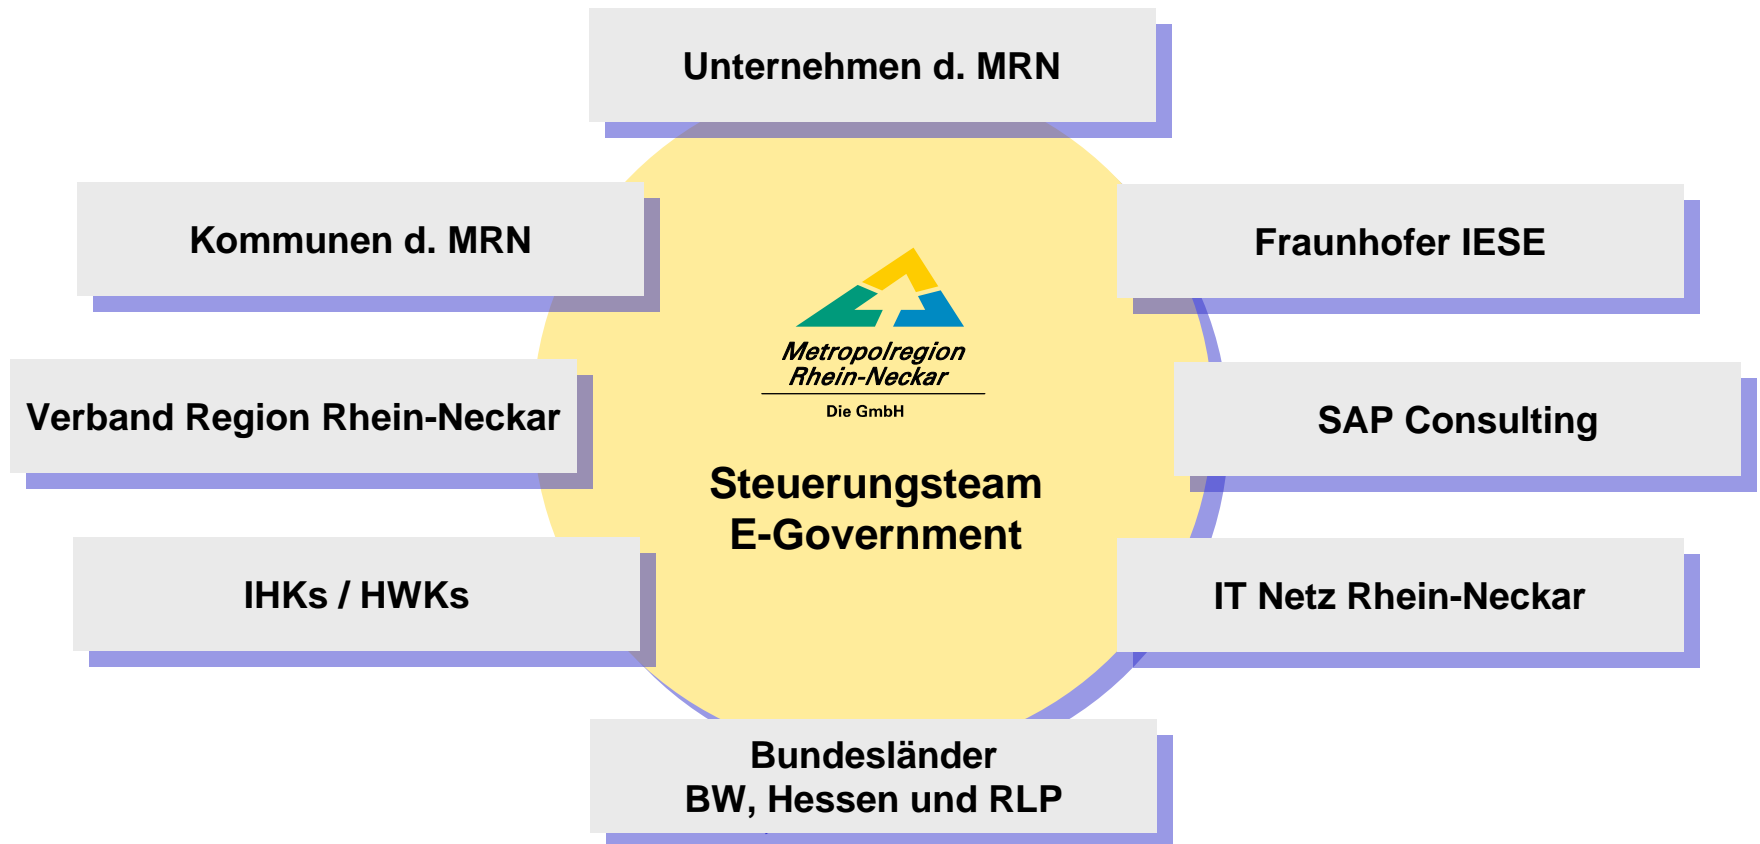 Unternehmen d. MRN
Kommunen d. MRN
Fraunhofer IESE
Metropolregion
Rhein-Neckar
Die GmbH
Verband Region Rhein-Neckar
SAP Consulting
Steuerungsteam
E-Government
IHKs / HWKs
IT Netz Rhein-Neckar
Bundesländer
BW, Hessen und RLP